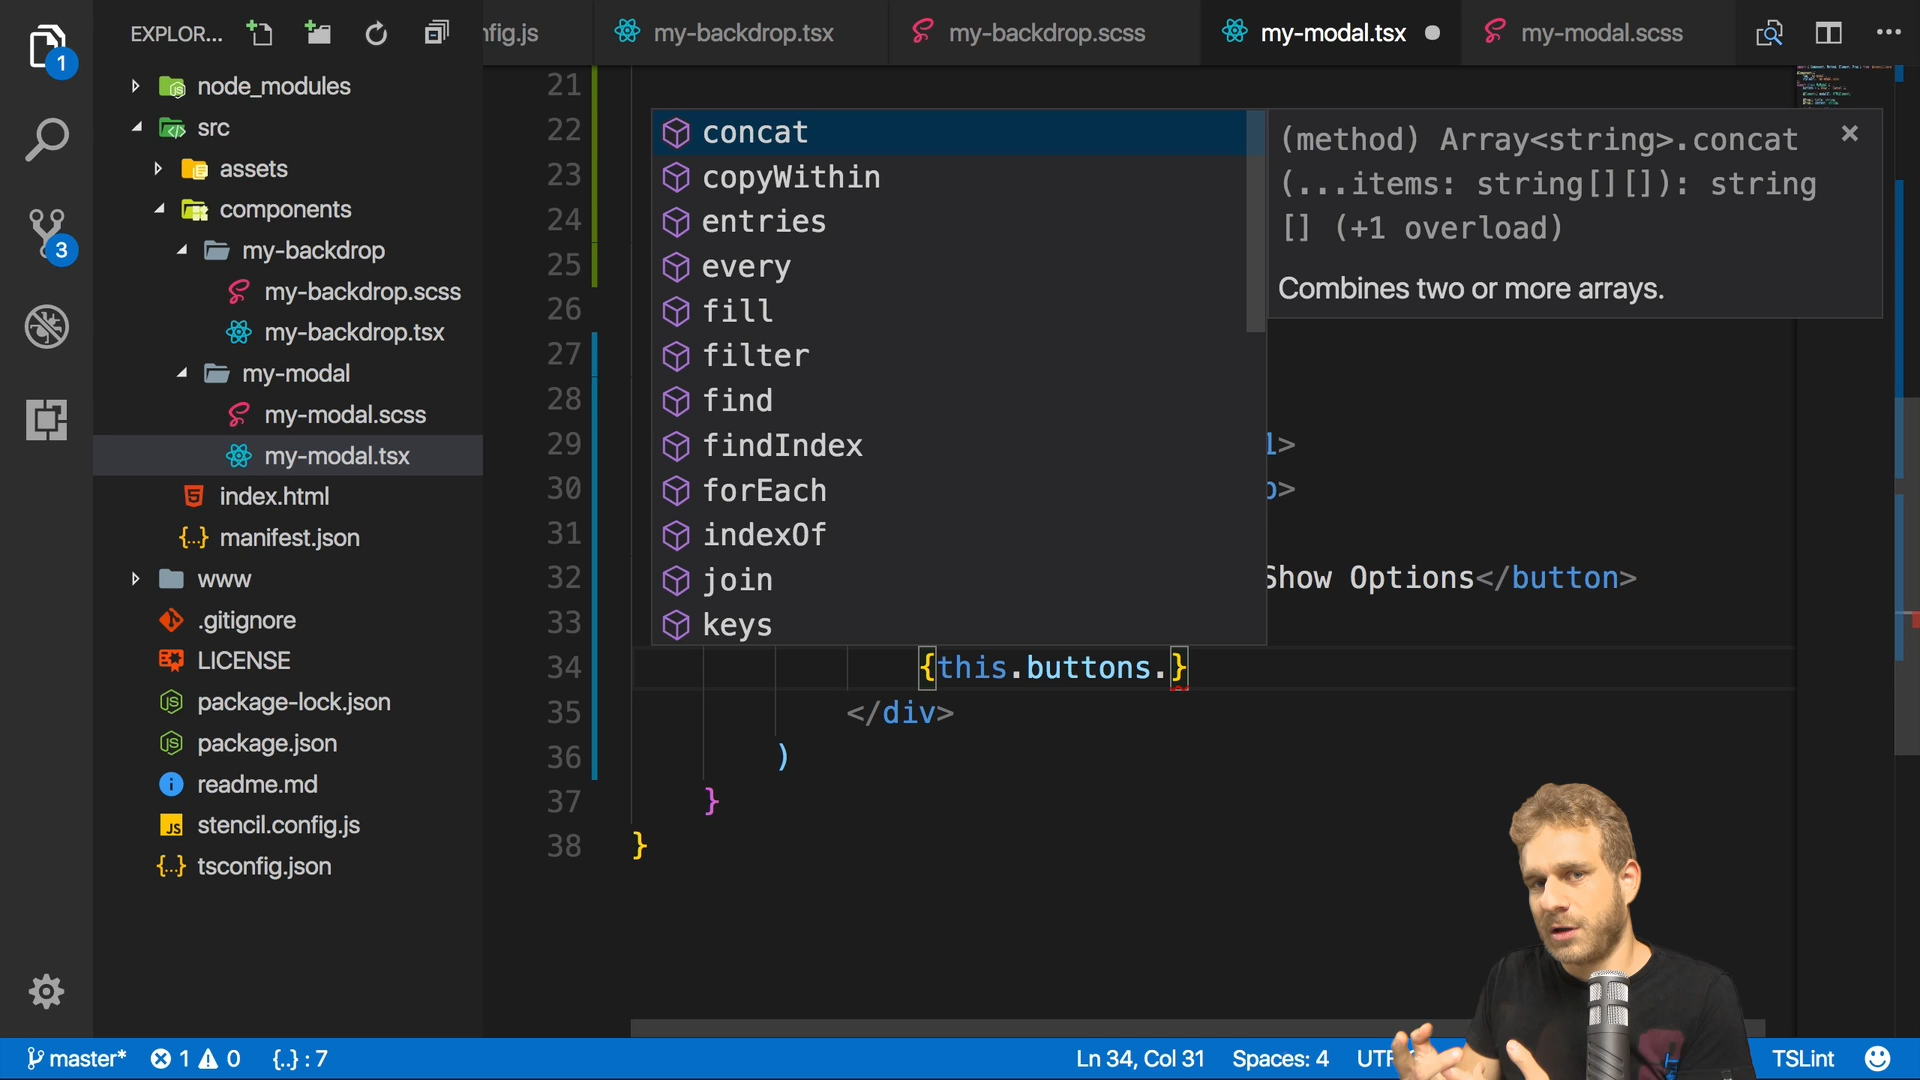 EXPLOR...
nfig.js
my-backdrop.tsx
my-backdrop.scss
my-modal.tsx
my-modal.scss
1
3
node_modules
src
assets
components
my-backdrop
my-backdrop.scss
my-backdrop.tsx
my-modal
my-modal.scss
my-modal.tsx
index.html
manifest.json
www
.gitignore
LICENSE
package-lock.json
package.json
readme.md
stencil.config.js
tsconfig.json
21
22
23
24
25
26
27
28
29 l>
30 p>
31
32 Show Options</button>
33
34 {this.buttons.}
35 </div>
36 )
37 }
38 }
concat
copyWithin
entries
every
fill
filter
find
findIndex
forEach
indexOf
join
keys
(method) Array<string>.concat
(...items: string[][]): string
[] (+1 overload)
Combines two or more arrays.
master* 1 0 {..} : 7 Ln 34, Col 31 Spaces: 4 TSLint